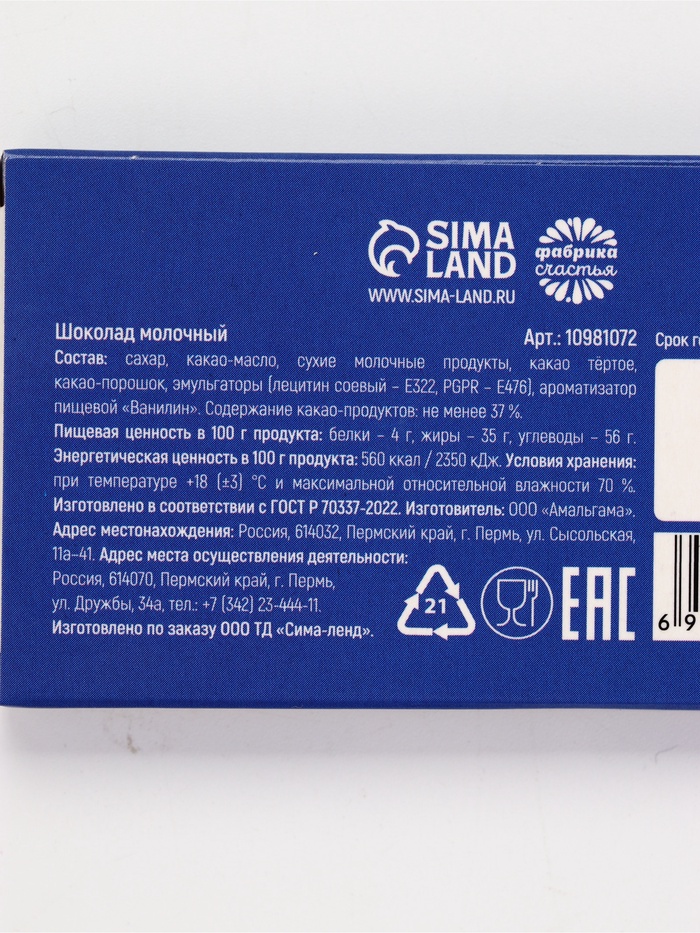 SIMA
LAND
фабрика
счастья
WWW.SIMA-LAND.RU
Шоколад молочный
Арт.: 10981072
Срок г
Состав: сахар, какао-масло, сухие молочные продукты, какао тёртое,
какао-порошок, эмульгаторы (лецитин соевый – Е322, PGPR – Е476), ароматизатор
пищевой «Ванилин». Содержание какао-продуктов: не менее 37 %.
Пищевая ценность в 100 г продукта: белки – 4 г, жиры – 35 г, углеводы – 56 г.
Энергетическая ценность в 100 г продукта: 560 ккал / 2350 кДж. Условия хранения:
при температуре +18 (±3) °С и максимальной относительной влажности 70 %.
Изготовлено в соответствии с ГОСТ Р 70337-2022. Изготовитель: ООО «Амальгама».
Адрес местонахождения: Россия, 614032, Пермский край, г. Пермь, ул. Сысольская,
11а–41. Адрес места осуществления деятельности:
Россия, 614070, Пермский край, г. Пермь,
ул. Дружбы, 34а, тел.: +7 (342) 23-444-11.
Изготовлено по заказу ООО ТД «Сима-ленд».
21
EAC
6 9